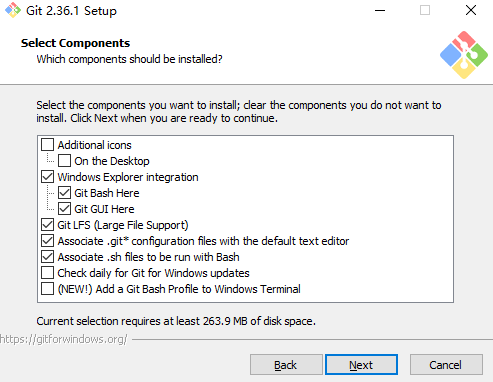 Git 2.36.1 Setup
Select Components
Which components should be installed?
Select the components you want to install; clear the components you do not want to
install. Click Next when you are ready to continue.
Additional icons
On the Desktop
Windows Explorer integration
Git Bash Here
Git GUI Here
Git LFS (Large File Support)
Associate .git* configuration files with the default text editor
Associate .sh files to be run with Bash
Check daily for Git for Windows updates
(NEW!) Add a Git Bash Profile to Windows Terminal
Current selection requires at least 263.9 MB of disk space.
https://gitforwindows.org/
Back
Next
Cancel